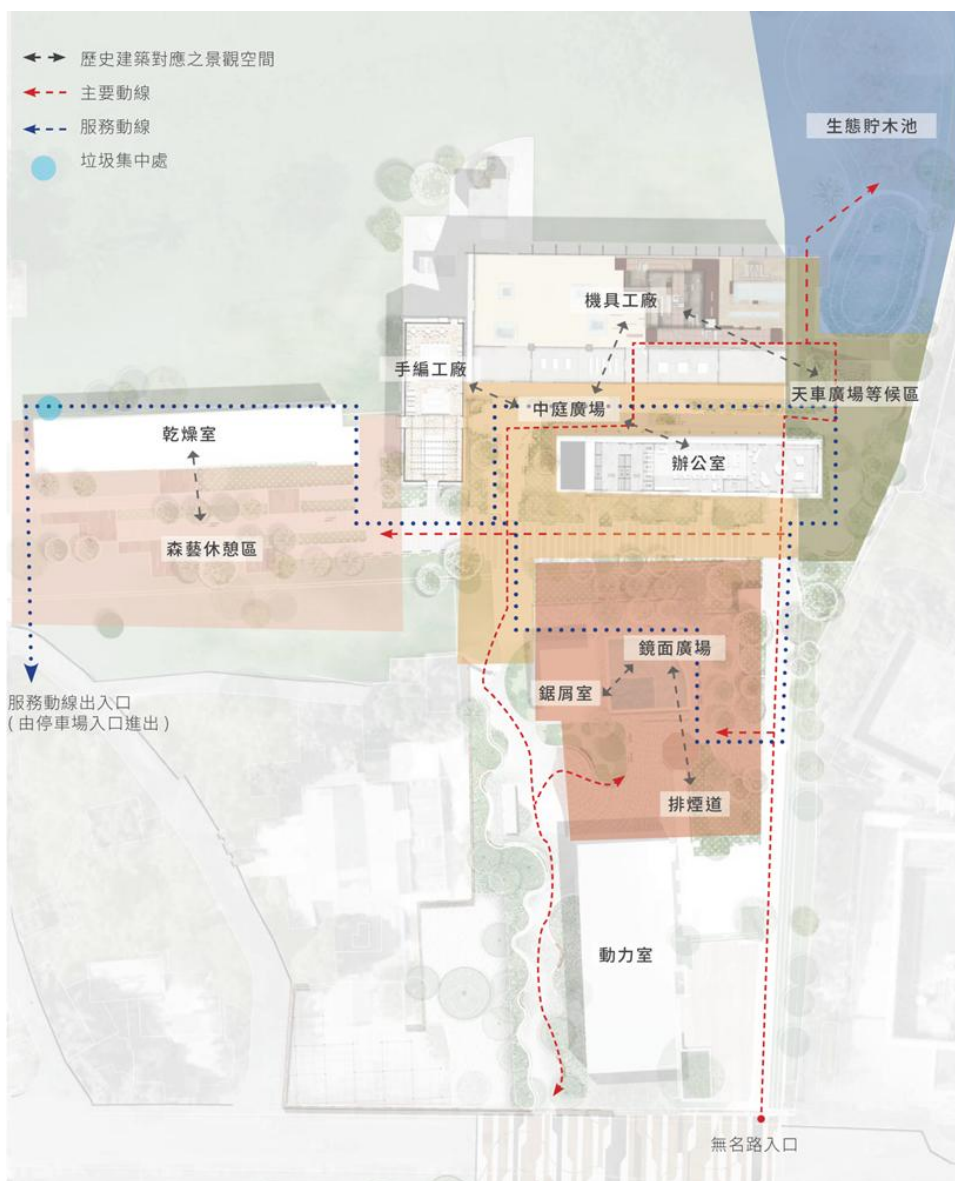 歷史建築對應之景觀空間
主要動線
服務動線
垃圾集中處
生態貯木池
機具工廠
手編工廠
天車廣場等候區
中庭廣場
乾燥室
辦公室
森藝休憩區
鏡面廣場
鋸屑室
服務動線出入口
(由停車場入口進出)
排煙道
動力室
無名路入口